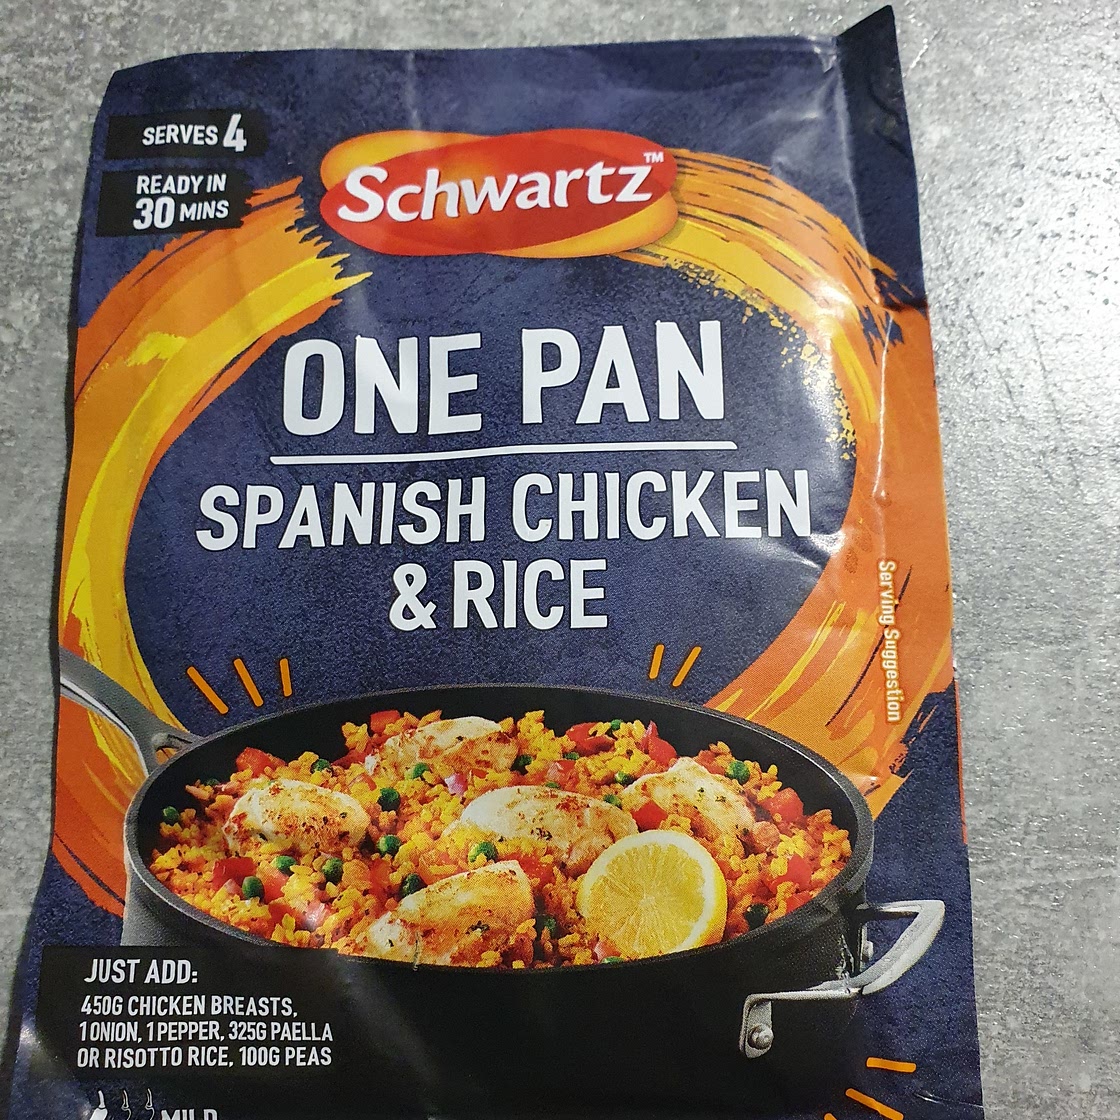 SERVES 4
READY IN
30 MINS
Schwartz™
ONE PAN
SPANISH CHICKEN
& RICE
Serving Suggestion
JUST ADD:
450G CHICKEN BREASTS,
1 ONION, 1 PEPPER, 325G PAELLA
OR RISOTTO RICE, 100G PEAS
MILD